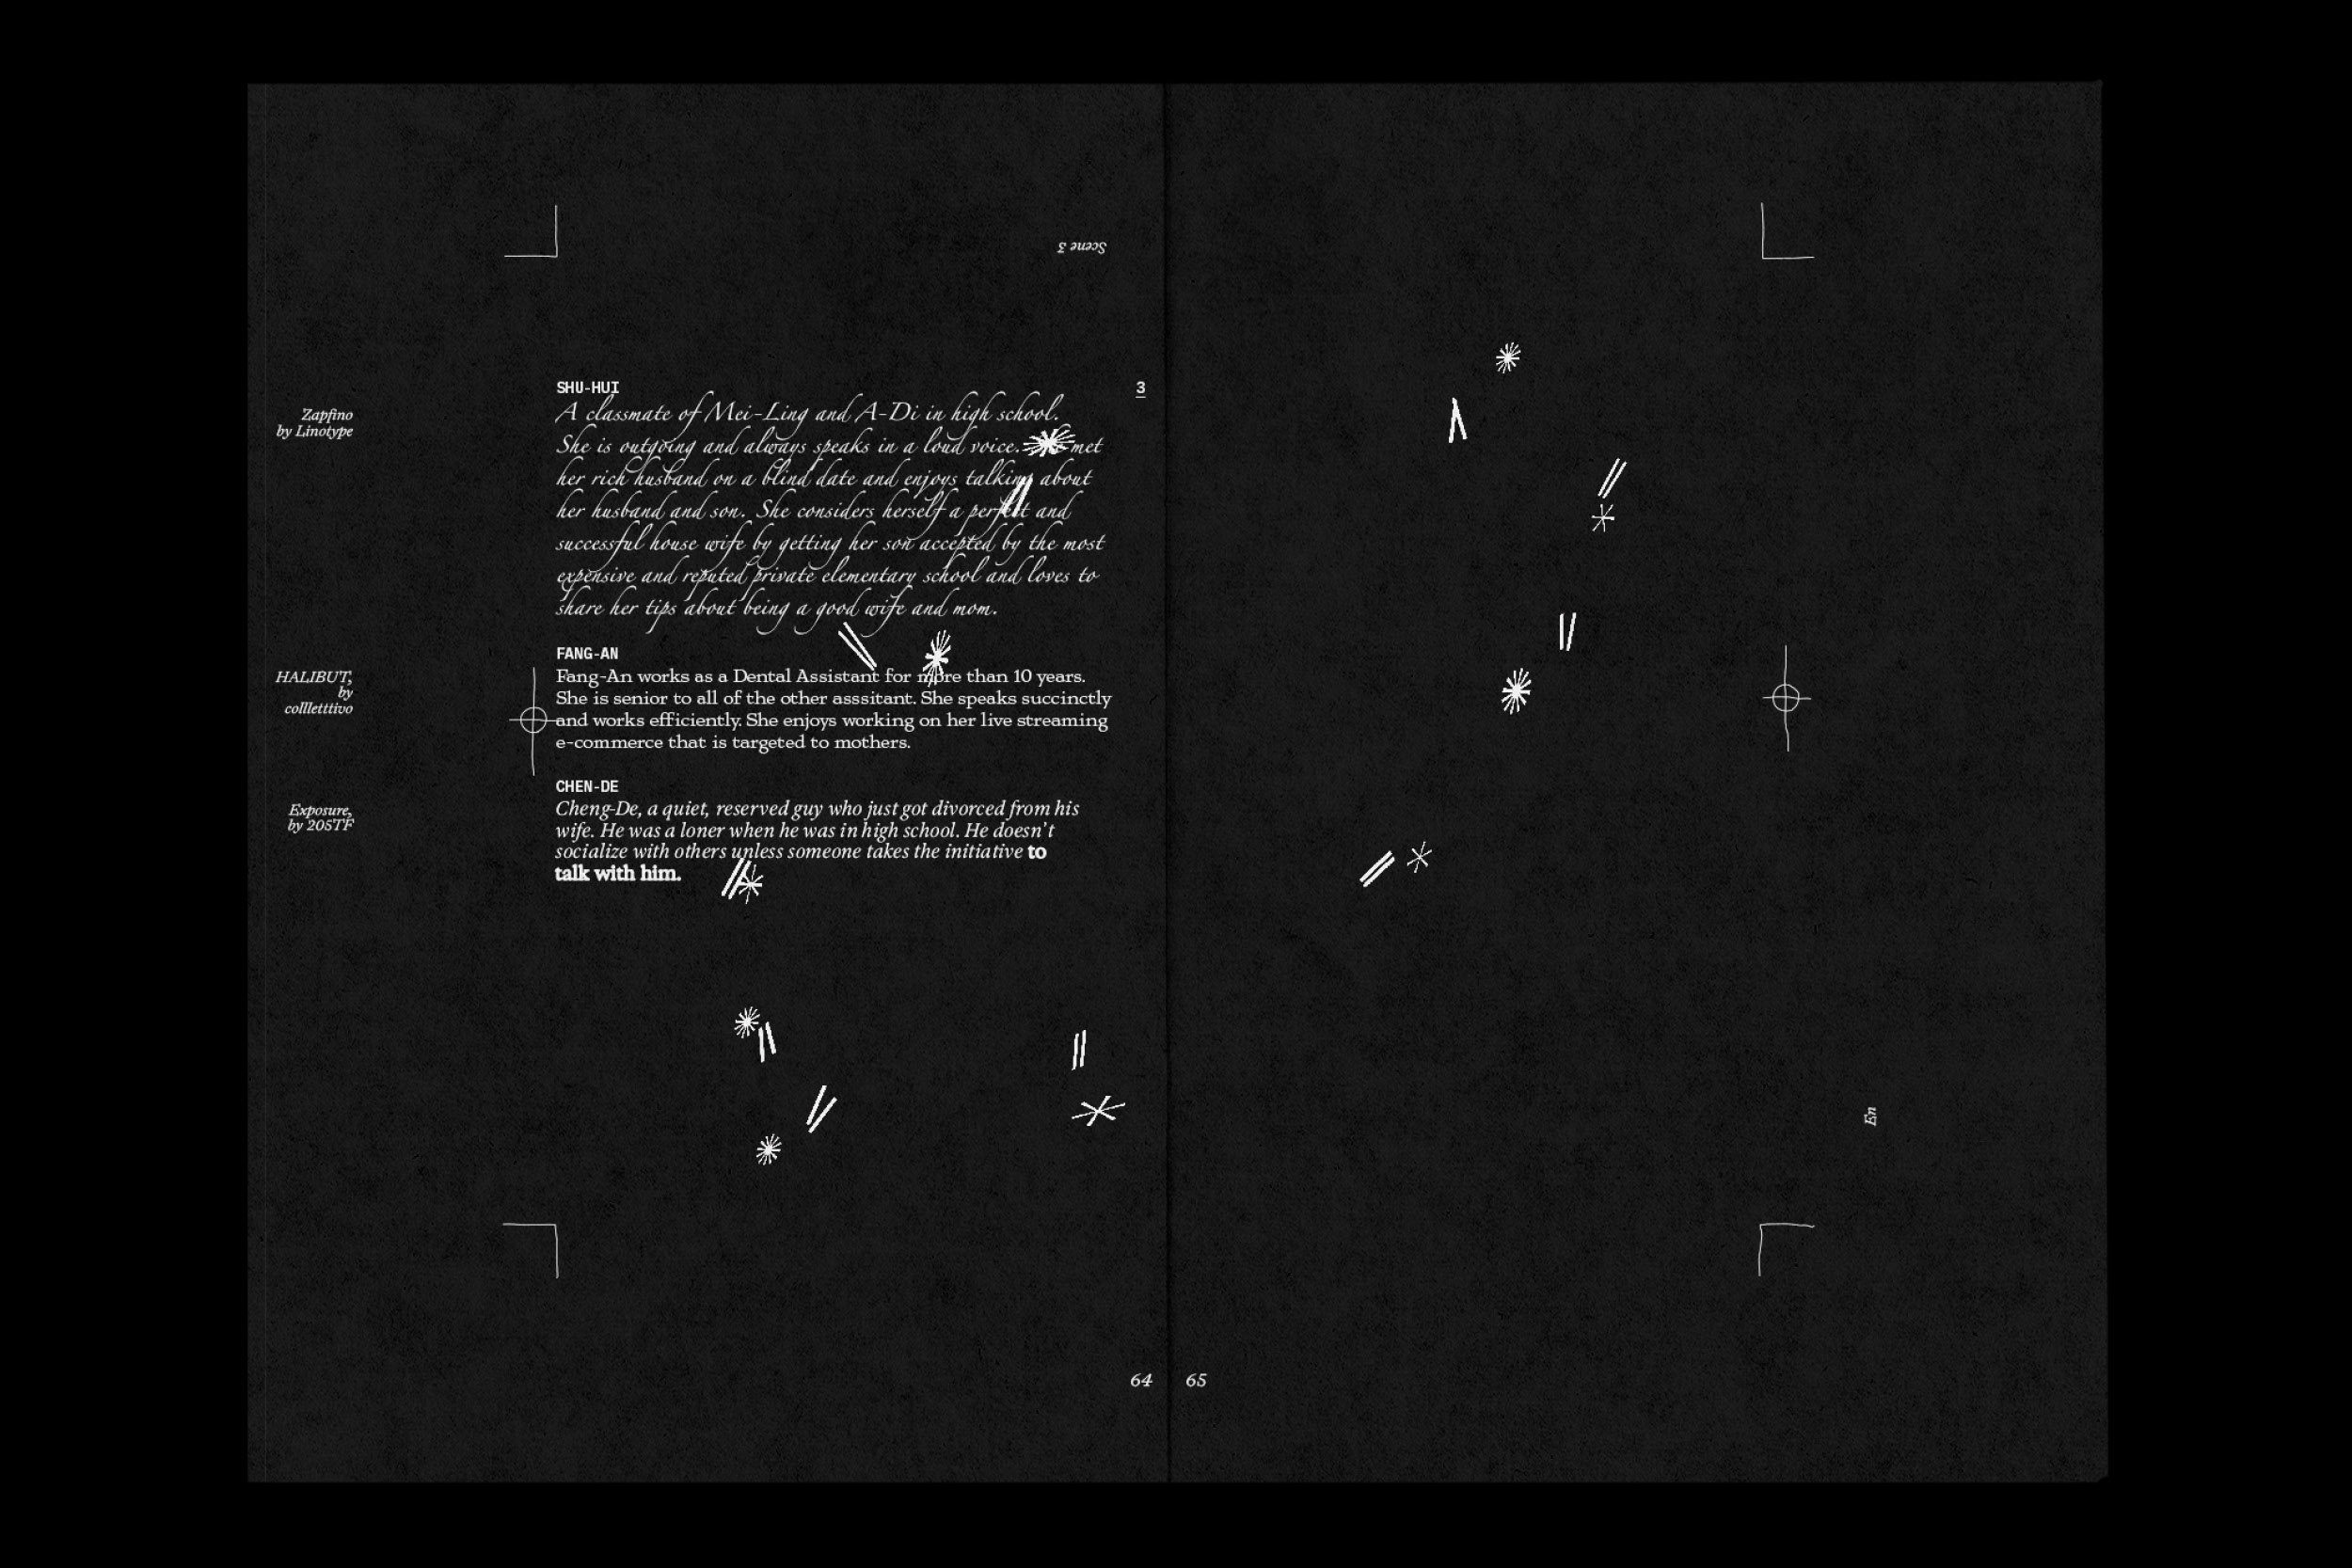 Scene 3
SHU-HUI
3
Zapfino
by Linotype
A classmate of Mei-Ling and A-Di in high school.
She is outgoing and always speaks in a loud voice. met
her rich husband on a blind date and enjoys talking about
her husband and son. She considers herself a perfect and
successful house wife by getting her son accepted by the most
expensive and reputed private elementary school and loves to
share her tips about being a good wife and mom.
FANG-AN
HALIBUT,
by
collletttivo
Fang-An works as a Dental Assistant for more than 10 years.
She is senior to all of the other asssitant. She speaks succinctly
and works efficiently. She enjoys working on her live streaming
e-commerce that is targeted to mothers.
CHEN-DE
Exposure,
by 205TF
Cheng-De, a quiet, reserved guy who just got divorced from his
wife. He was a loner when he was in high school. He doesn't
socialize with others unless someone takes the initiative to
talk with him.
En
64
65